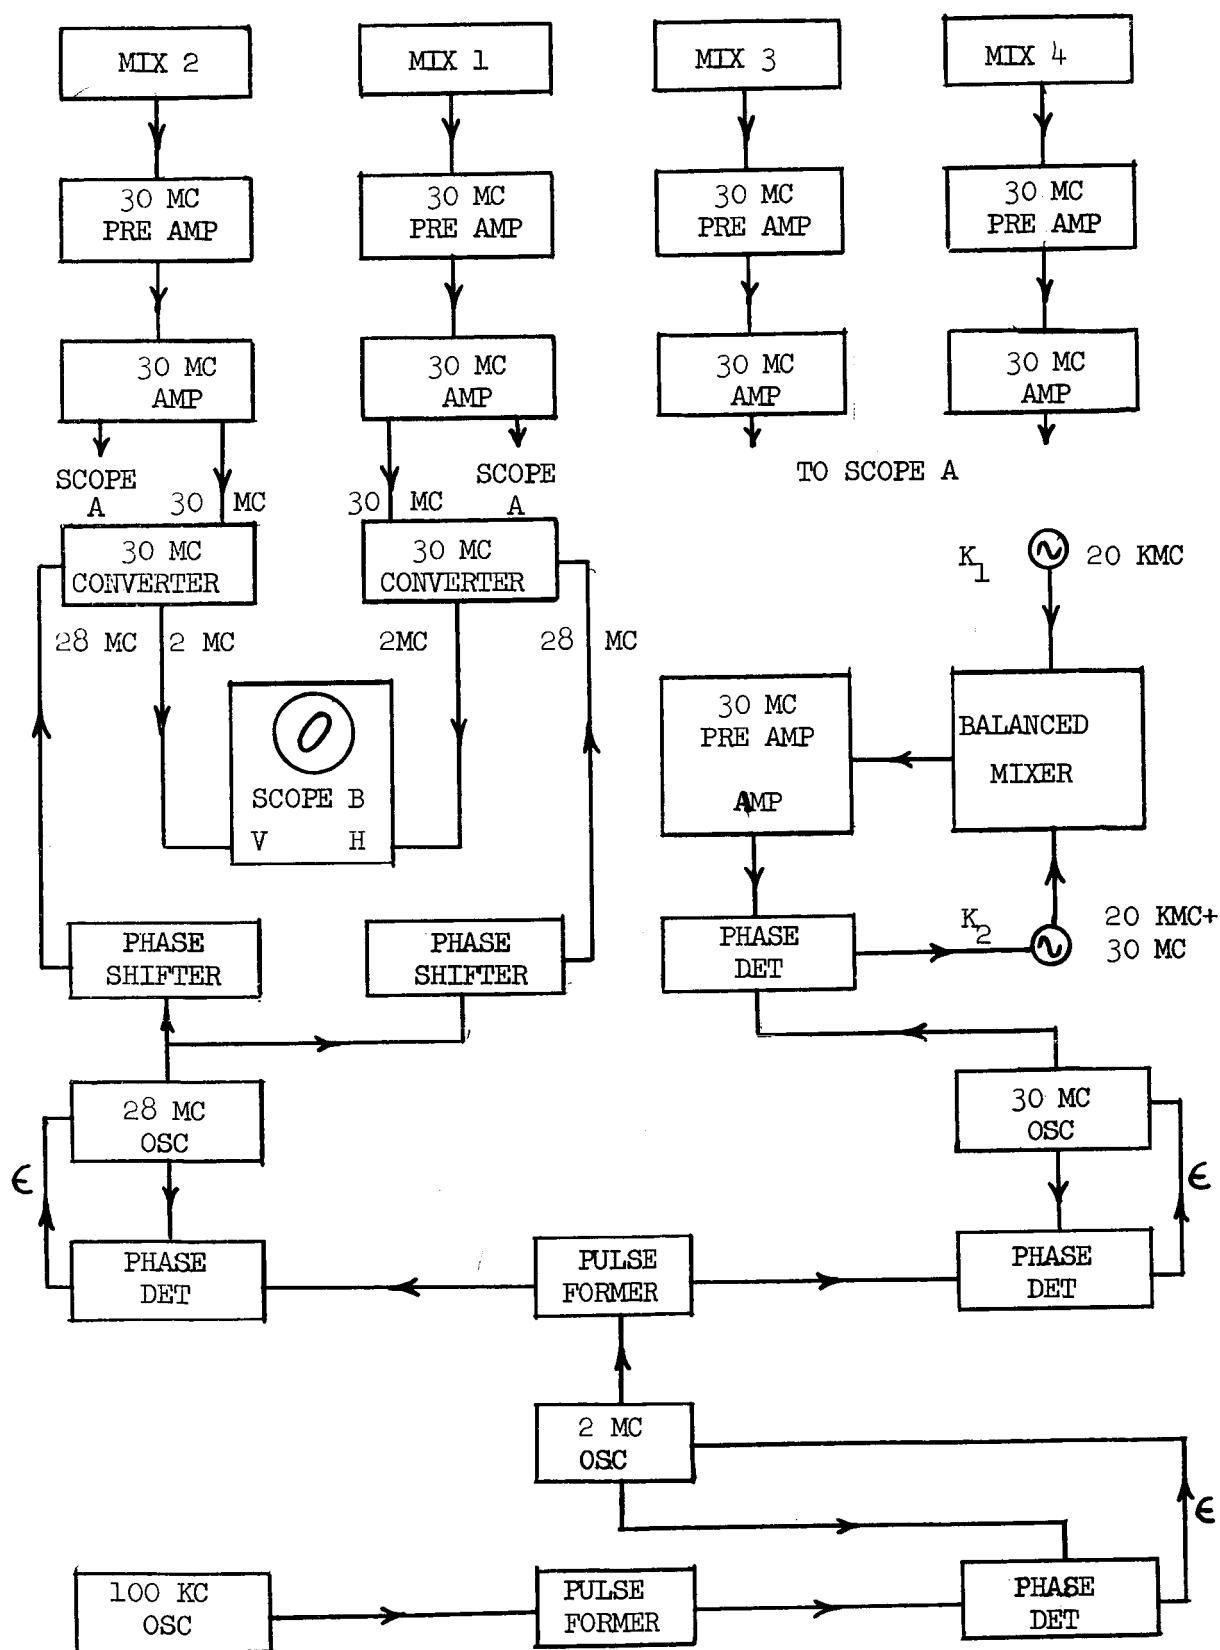 MIX 2
MIX 1
MIX 3
MIX 4
30 MC
PRE AMP
30 MC
PRE AMP
30 MC
PRE AMP
30 MC
PRE AMP
30 MC
AMP
30 MC
AMP
30 MC
AMP
30 MC
AMP
SCOPE
A
30 MC
SCOPE
A
30 MC
TO SCOPE A
30 MC
CONVERTER
30 MC
CONVERTER
K1
20 KMC
28 MC
2 MC
2MC
28 MC
SCOPE B
V H
30 MC
PRE AMP
AMP
BALANCED
MIXER
PHASE
SHIFTER
PHASE
SHIFTER
PHASE
DET
K2
20 KMC+
30 MC
28 MC
OSC
30 MC
OSC
ϵ
ϵ
PHASE
DET
PULSE
FORMER
PHASE
DET
2 MC
OSC
ϵ
100 KC
OSC
PULSE
FORMER
PHASE
DET